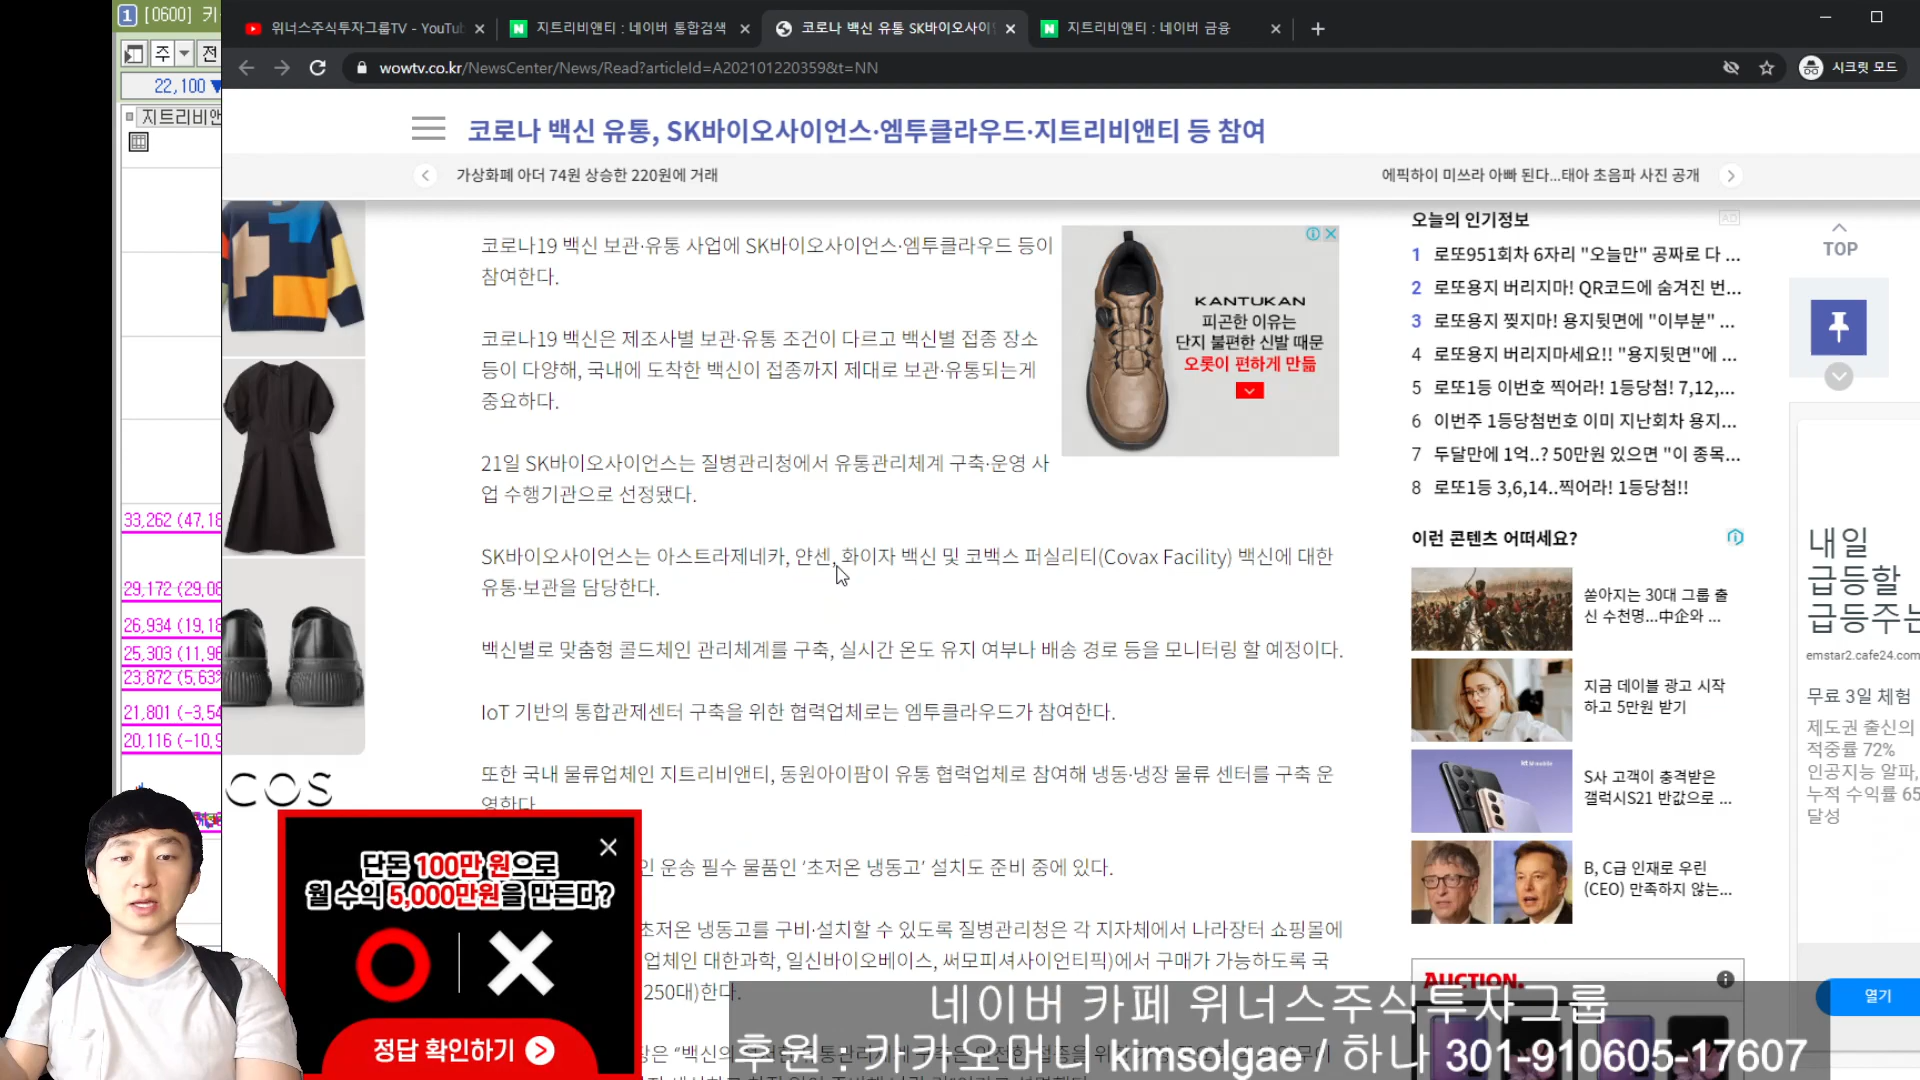 1 [0600] 키
위너스주식투자그룹TV - YouTu
지트리비앤티 : 네이버 통합검색
코로나 백신 유통 SK바이오사이
지트리비앤티 : 네이버 금융
주
전
wowtv.co.kr/NewsCenter/News/Read?articleId=A202101220359&t=NN
시크릿 모드
22,100
지트리비앤
코로나 백신 유통, SK바이오사이언스·엠투클라우드·지트리비앤티 등 참여
가상화폐 아더 74원 상승한 220원에 거래
에픽하이 미쓰라 아빠 된다...태아 초음파 사진 공개
코로나19 백신 보관·유통 사업에 SK바이오사이언스·엠투클라우드 등이
참여한다.
코로나19 백신은 제조사별 보관·유통 조건이 다르고 백신별 접종 장소
등이 다양해, 국내에 도착한 백신이 접종까지 제대로 보관·유통되는게
중요하다.
21일 SK바이오사이언스는 질병관리청에서 유통관리체계 구축·운영 사
업 수행기관으로 선정됐다.
SK바이오사이언스는 아스트라제네카, 얀센, 화이자 백신 및 코백스 퍼실리티(Covax Facility) 백신에 대한
유통·보관을 담당한다.
백신별로 맞춤형 콜드체인 관리체계를 구축, 실시간 온도 유지 여부나 배송 경로 등을 모니터링 할 예정이다.
IoT 기반의 통합관제센터 구축을 위한 협력업체로는 엠투클라우드가 참여한다.
또한 국내 물류업체인 지트리비앤티, 동원아이팜이 유통 협력업체로 참여해 냉동·냉장 물류 센터를 구축 운
영한다
인 운송 필수 물품인 ‘초저온 냉동고’ 설치도 준비 중에 있다.
초저온 냉동고를 구비·설치할 수 있도록 질병관리청은 각 지자체에서 나라장터 쇼핑몰에
업체인 대한과학, 일신바이오베이스, 써모피셔사이언티픽)에서 구매가 가능하도록 국
250대)한다.
KANTUKAN
피곤한 이유는
단지 불편한 신발 때문
오롯이 편하게 만듦
오늘의 인기정보
AD
1 로또951회차 6자리 "오늘만" 공짜로 다 ...
2 로또용지 버리지마! QR코드에 숨겨진 번...
3 로또용지 찢지마! 용지뒷면에 "이부분" ...
4 로또용지 버리지마세요!! "용지뒷면"에 ...
5 로또1등 이번호 찍어라! 1등당첨! 7,12,...
6 이번주 1등당첨번호 이미 지난회차 용지...
7 두달만에 1억..? 50만원 있으면 "이 종목...
8 로또1등 3,6,14..찍어라! 1등당첨!!
이런 콘텐츠 어떠세요?
쏟아지는 30대 그룹 출
신 수천명...中企와 ...
지금 데이블 광고 시작
하고 5만원 받기
S사 고객이 충격받은
갤럭시S21 반값으로 ...
B, C급 인재로 우린
(CEO) 만족하지 않는...
AUCTION.
TOP
내일
급등할
급등주는
emstar2.cafe24.com
무료 3일 체험
제도권 출신의
적중률 72%
인공지능 알파,
누적 수익률 65
달성
열기
33,262 (47,18
29,172 (29,08
26,934 (19,18
25,303 (11,96
23,872 (5,63%
21,801 (-3,54
20,116 (-10,9
COS
단돈 100만 원으로
월 수익 5,000만원을 만든다?
정답 확인하기
네이버 카페 위너스주식투자그룹
후원 : 카카오머니 kimsolgae / 하나 301-910605-17607